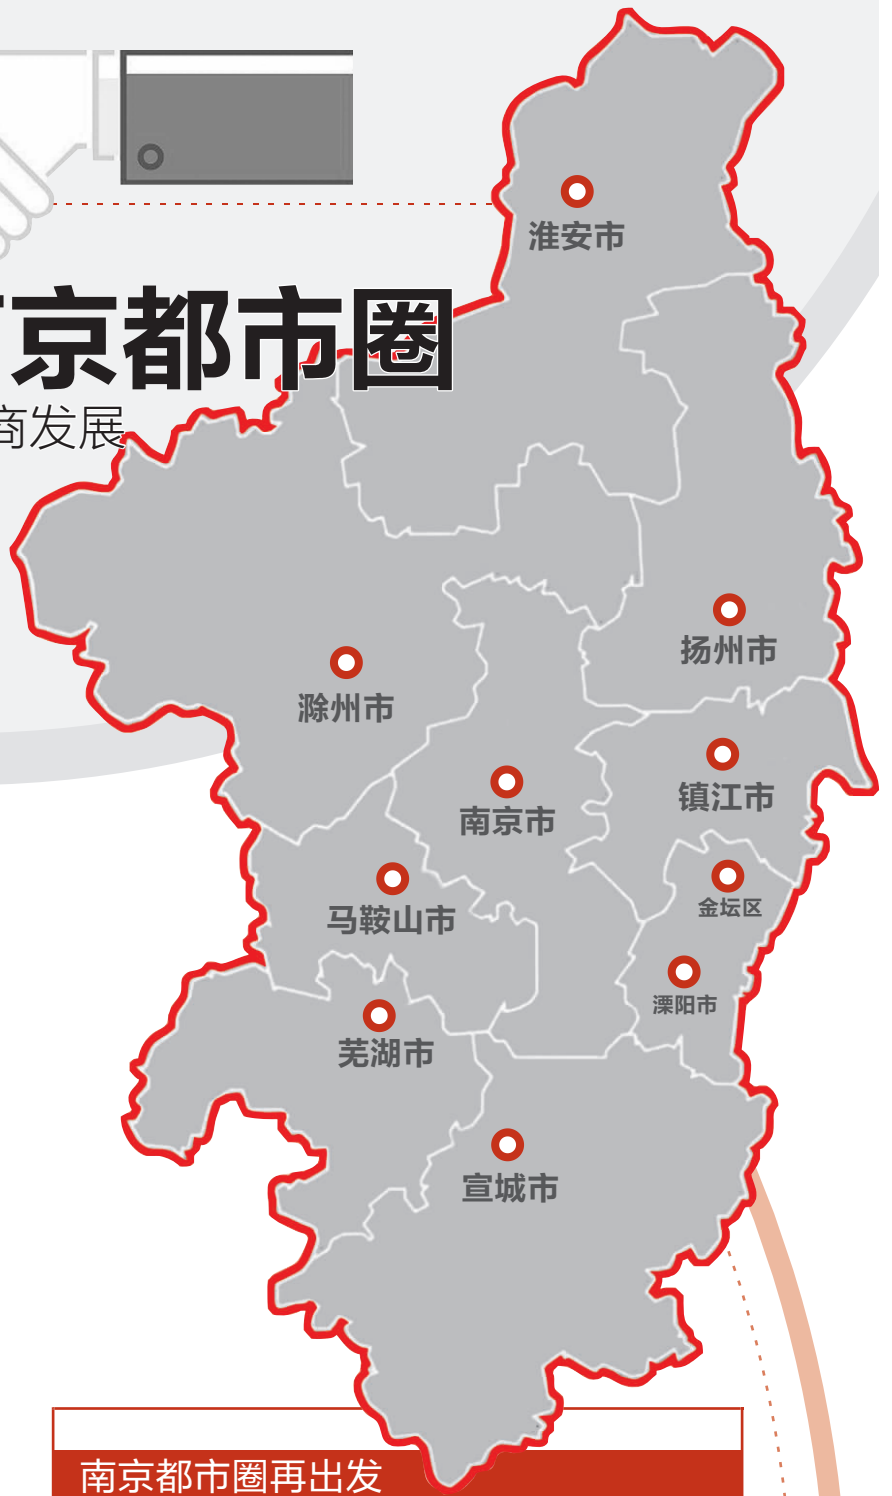 淮安市
京都市圈
商发展
扬州市
滁州市
镇江市
南京市
金坛区
马鞍山市
溧阳市
芜湖市
宣城市
南京都市圈再出发